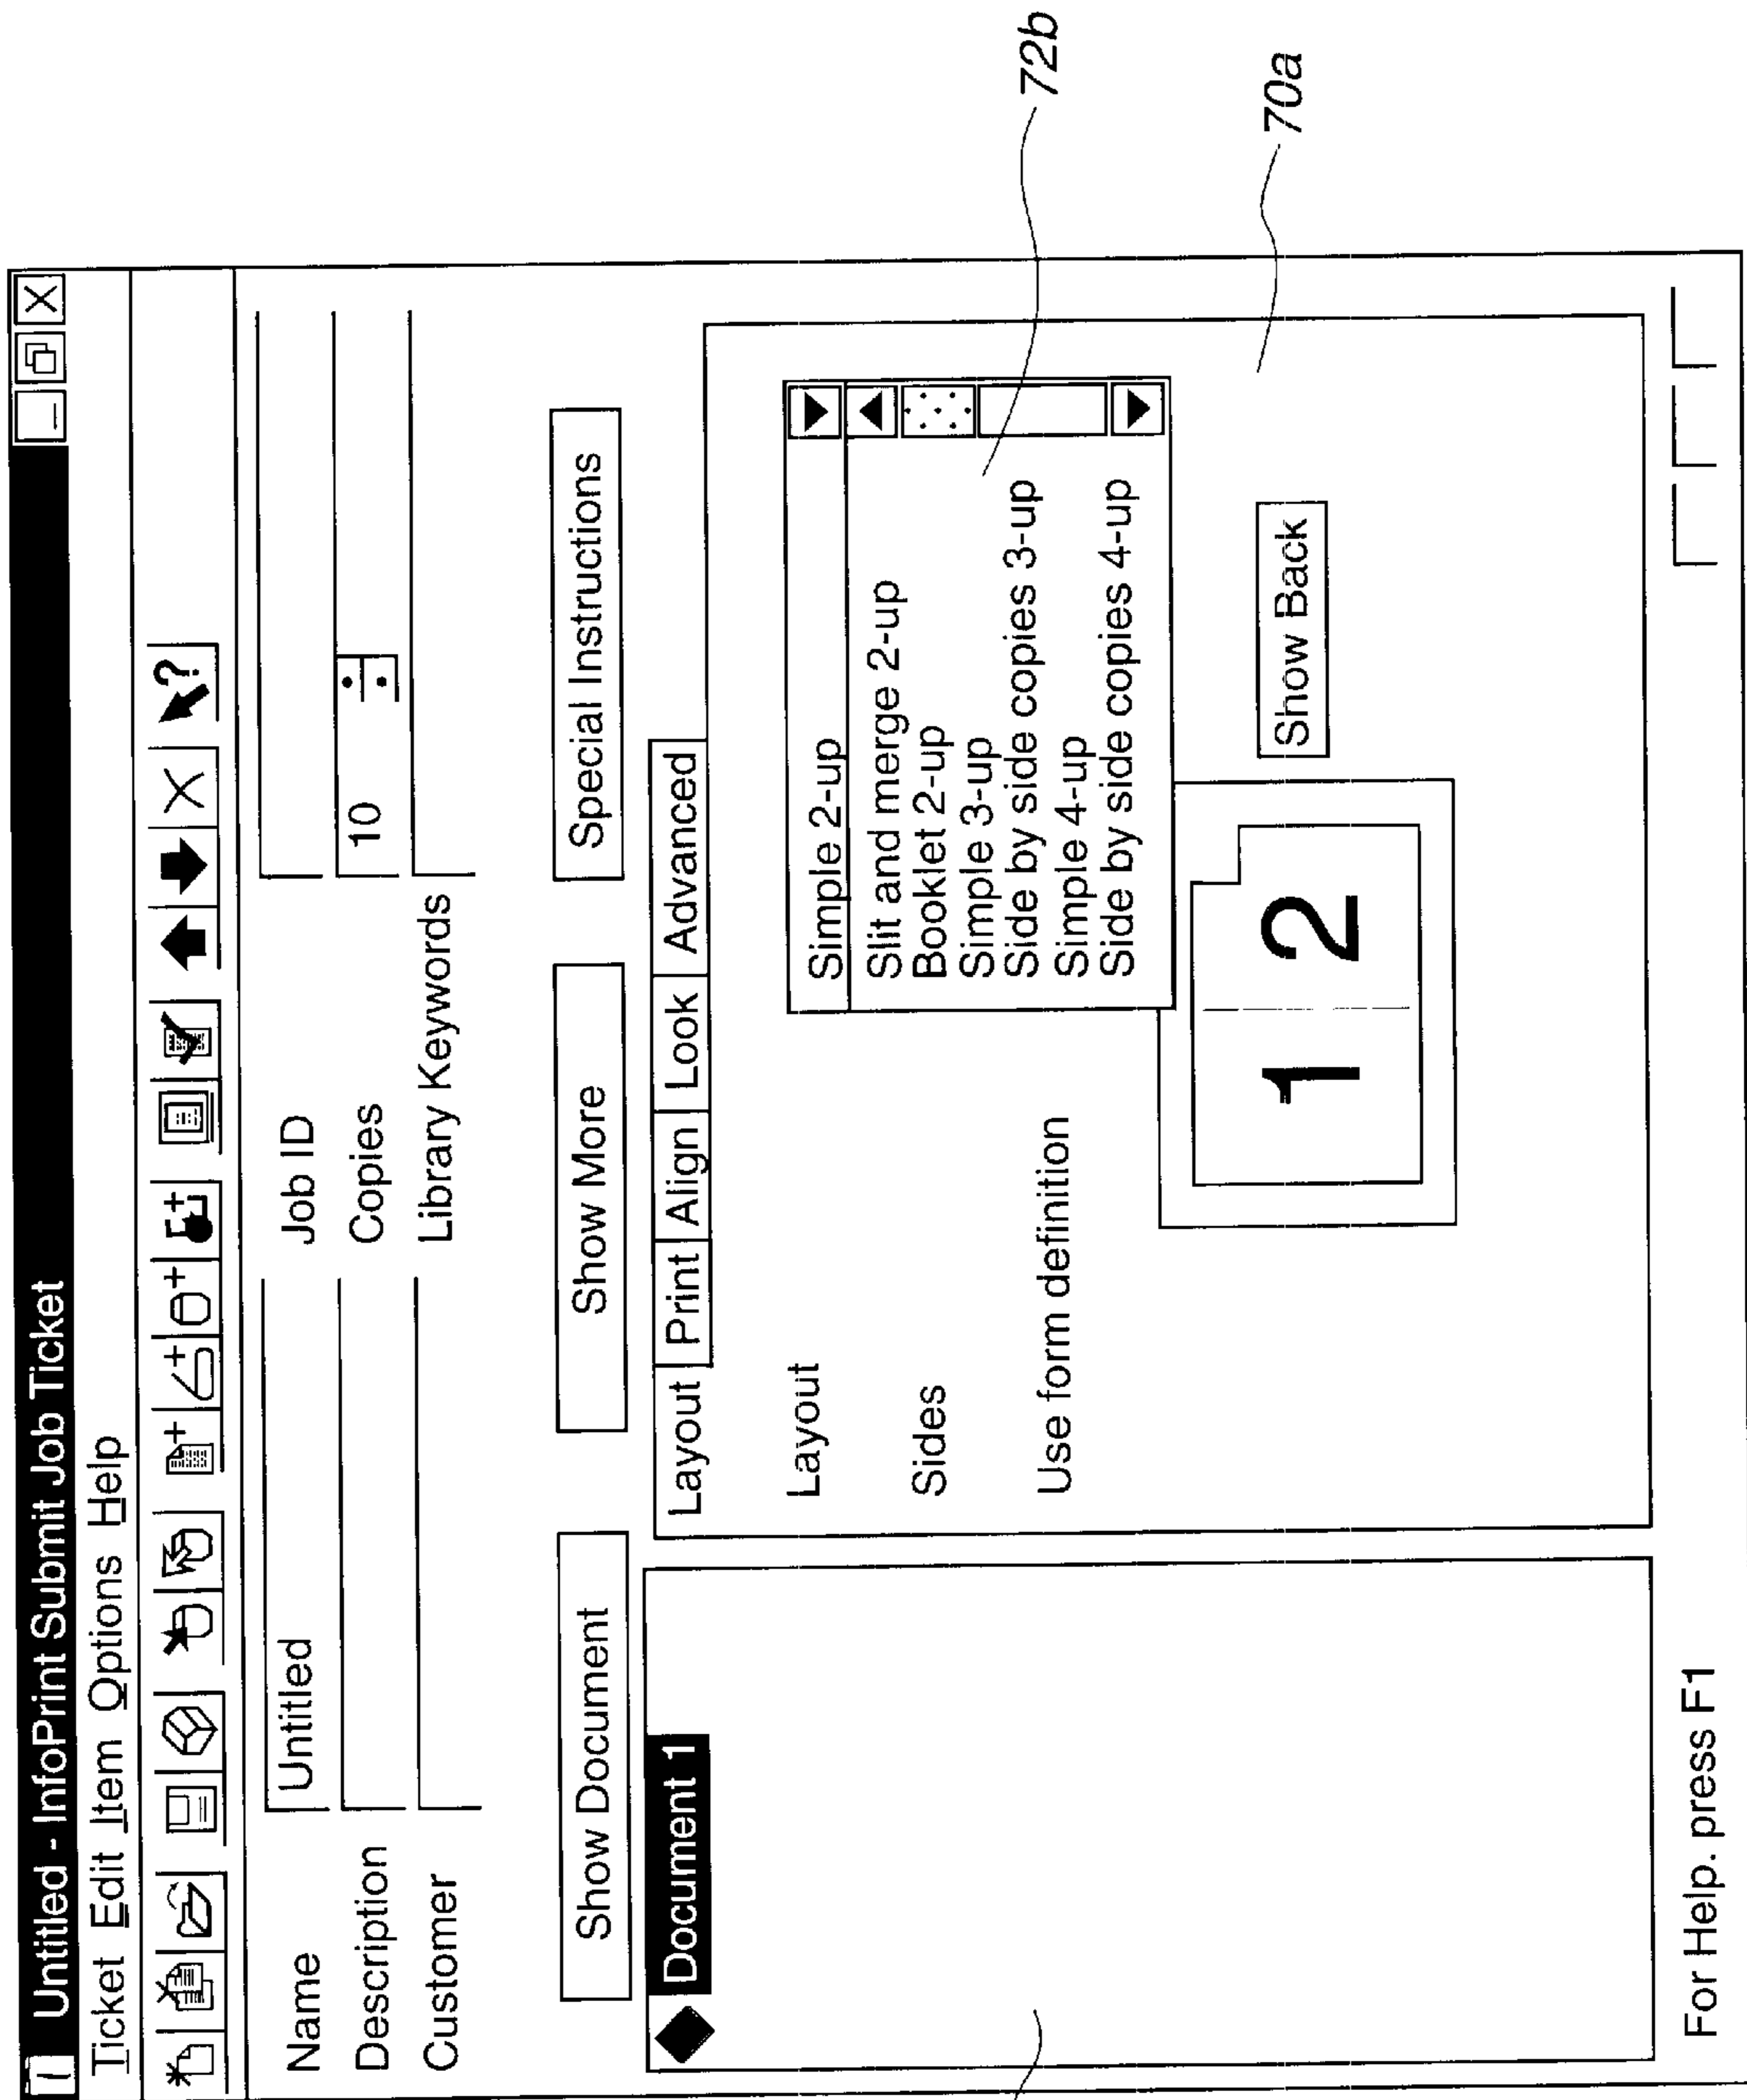 Untitled - InfoPrint Submit Job Ticket
Ticket Edit Item Options Help
Name Untitled Job ID
Description Copies 10
Customer Library Keywords
Show Document Show More Special Instructions
Document 1
Layout Print Align Look Advanced
Layout Simple 2-up
Slit and merge 2-up
Sides Booklet 2-up
Simple 3-up
Side by side copies 3-up
Use form definition Simple 4-up
Side by side copies 4-up
1 2
Show Back
For Help. press F1
72b
70a